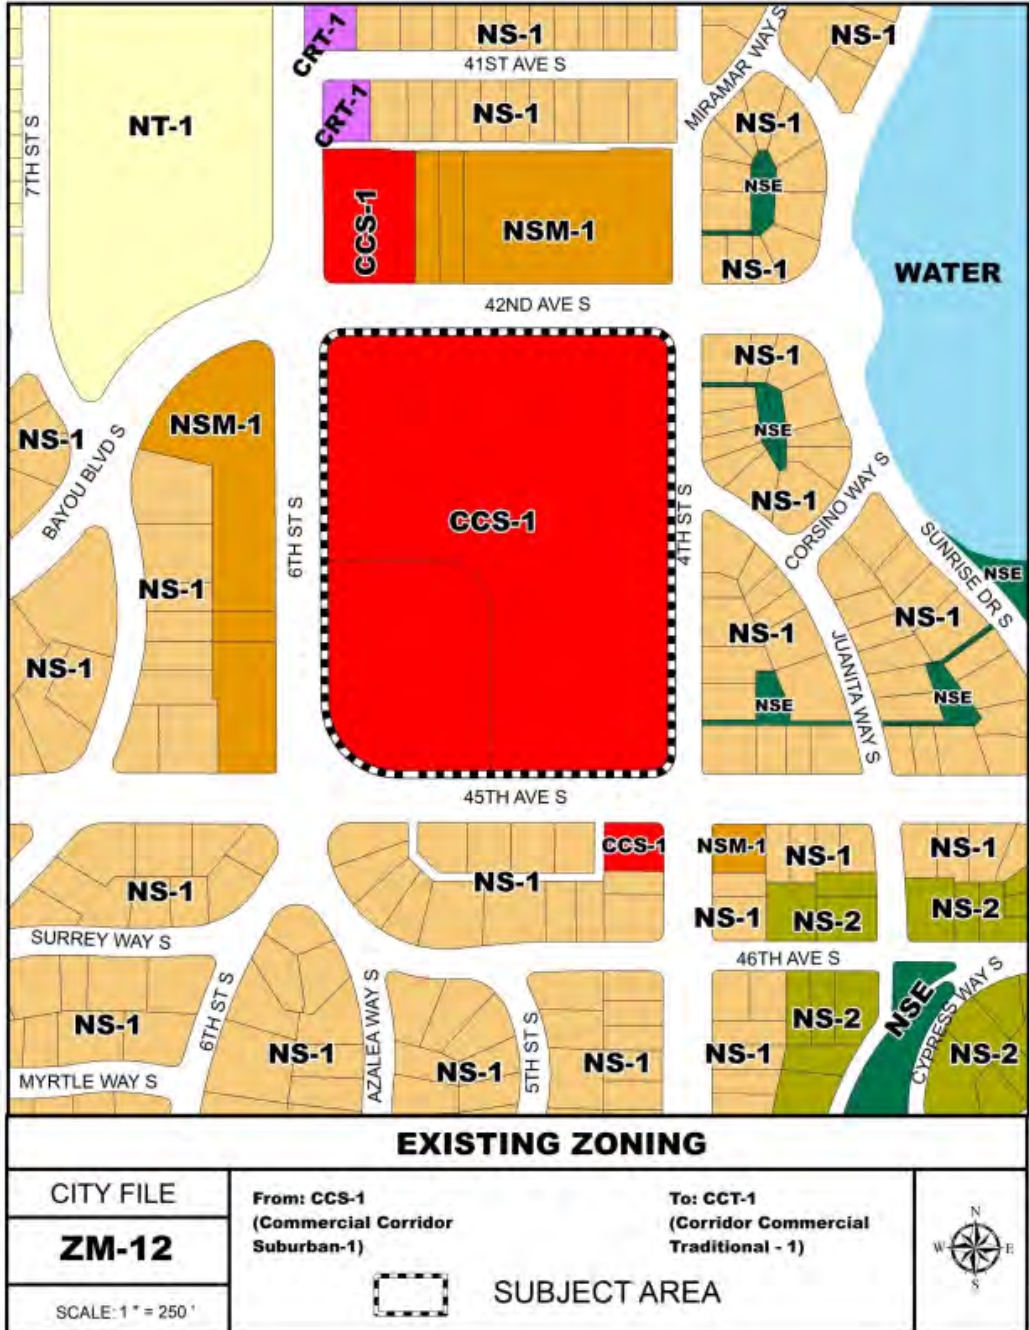 CRT-1
NS-1
NS-1
MIRAMAR WAY S
41ST AVE S
7TH ST S
NT-1
CRT-1
NS-1
NS-1
NSE
CCS-1
NSM-1
NS-1
WATER
42ND AVE S
NS-1
NS-1
NSM-1
NSE
BAYOU BLVD S
6TH ST S
CCS-1
4TH ST S
NS-1
CORSINO WAY S
SUNRISE DR S
NSE
NS-1
NS-1
NS-1
NS-1
JUANITA WAY S
NSE
NSE
45TH AVE S
CCS-1
NSM-1
NS-1
NS-1
NS-1
NS-1
NS-1
NS-2
NS-2
SURREY WAY S
46TH AVE S
6TH ST S
AZALEA WAY S
5TH ST S
NSE
CYPRESS WAY S
NS-1
NS-1
NS-1
NS-1
NS-1
NS-2
NS-2
MYRTLE WAY S
EXISTING ZONING
CITY FILE
ZM-12
SCALE: 1 " = 250 '
From: CCS-1
(Commercial Corridor
Suburban-1)
To: CCT-1
(Corridor Commercial
Traditional - 1)
SUBJECT AREA
N
W
E
S